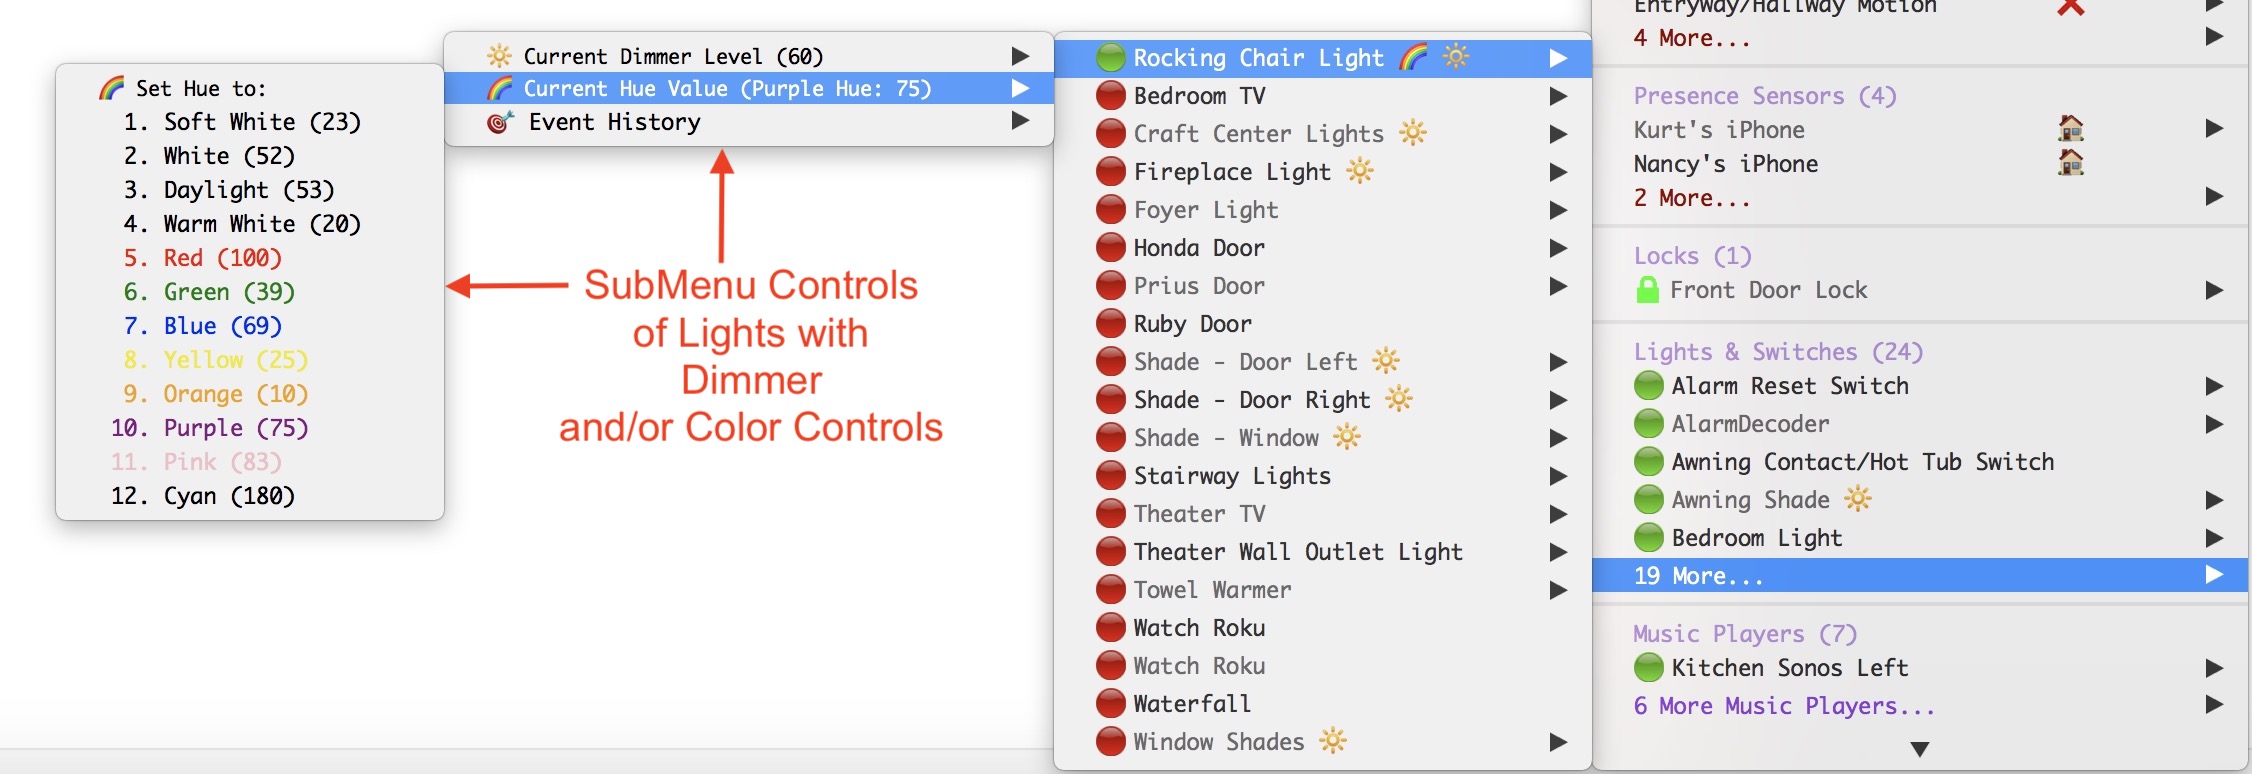 Set Hue to:
1. Soft White (23)
2. White (52)
3. Daylight (53)
4. Warm White (20)
5. Red (100)
6. Green (39)
7. Blue (69)
8. Yellow (25)
9. Orange (10)
10. Purple (75)
11. Pink (83)
12. Cyan (180)
Current Dimmer Level (60)
Current Hue Value (Purple Hue: 75)
Event History
SubMenu Controls
of Lights with
Dimmer
and/or Color Controls
Rocking Chair Light
Bedroom TV
Craft Center Lights
Fireplace Light
Foyer Light
Honda Door
Prius Door
Ruby Door
Shade - Door Left
Shade - Door Right
Shade - Window
Stairway Lights
Theater TV
Theater Wall Outlet Light
Towel Warmer
Watch Roku
Watch Roku
Waterfall
Window Shades
Entryway/Hallway Motion
4 More...
Presence Sensors (4)
Kurt's iPhone
Nancy's iPhone
2 More...
Locks (1)
Front Door Lock
Lights & Switches (24)
Alarm Reset Switch
AlarmDecoder
Awning Contact/Hot Tub Switch
Awning Shade
Bedroom Light
19 More...
Music Players (7)
Kitchen Sonos Left
6 More Music Players...